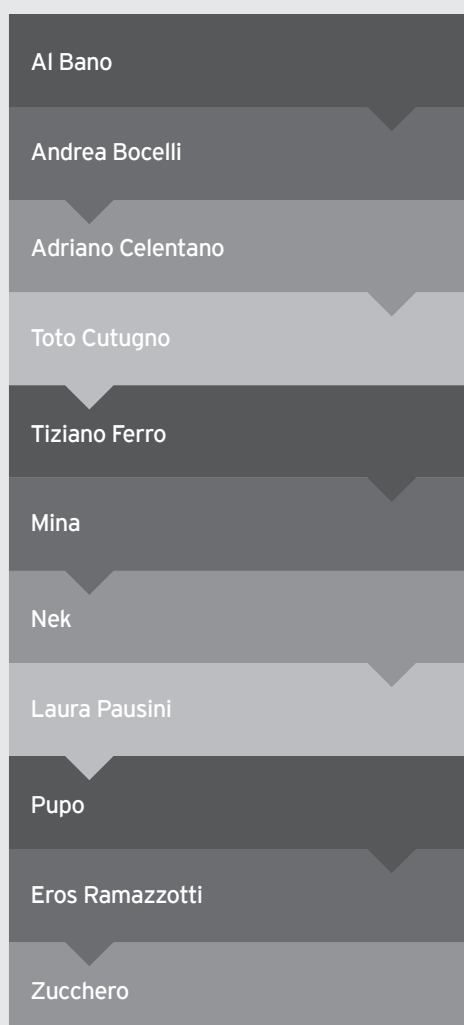 Al Bano
Andrea Bocelli
Adriano Celentano
Toto Cutugno
Tiziano Ferro
Mina
Nek
Laura Pausini
Pupo
Eros Ramazzotti
Zucchero